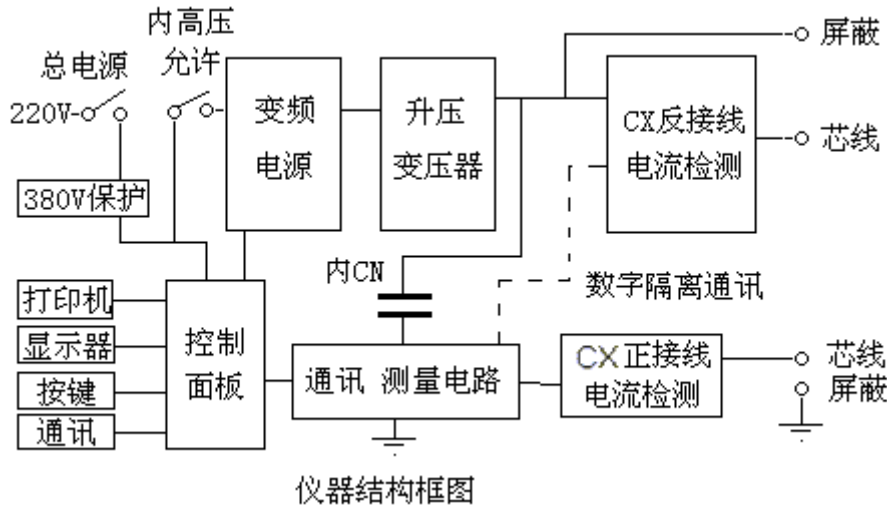 内高压
允许
总电源
220V
380V保护
变频
电源
升压
变压器
CX反接线
电流检测
屏蔽
芯线
内CN
数字隔离通讯
打印机
显示器
按键
通讯
控制
面板
通讯 测量电路
CX正接线
电流检测
芯线
屏蔽
仪器结构框图